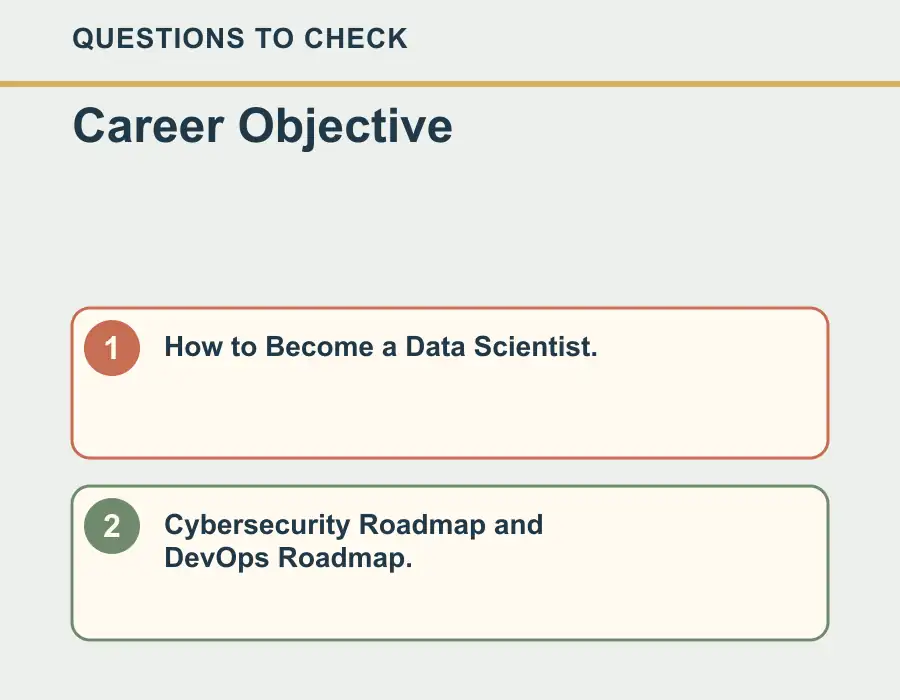 QUESTIONS TO CHECK
Career Objective
1
How to Become a Data Scientist.
2
Cybersecurity Roadmap and
DevOps Roadmap.